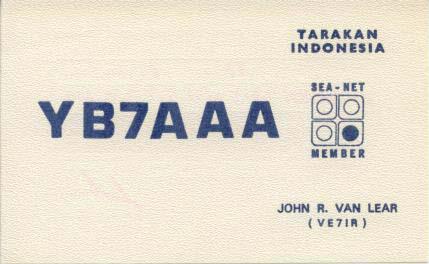 TARAKAN
INDONESIA
SEA-NET
YB7AAA
MEMBER
JOHN R. VAN LEAR
(VE7IR)